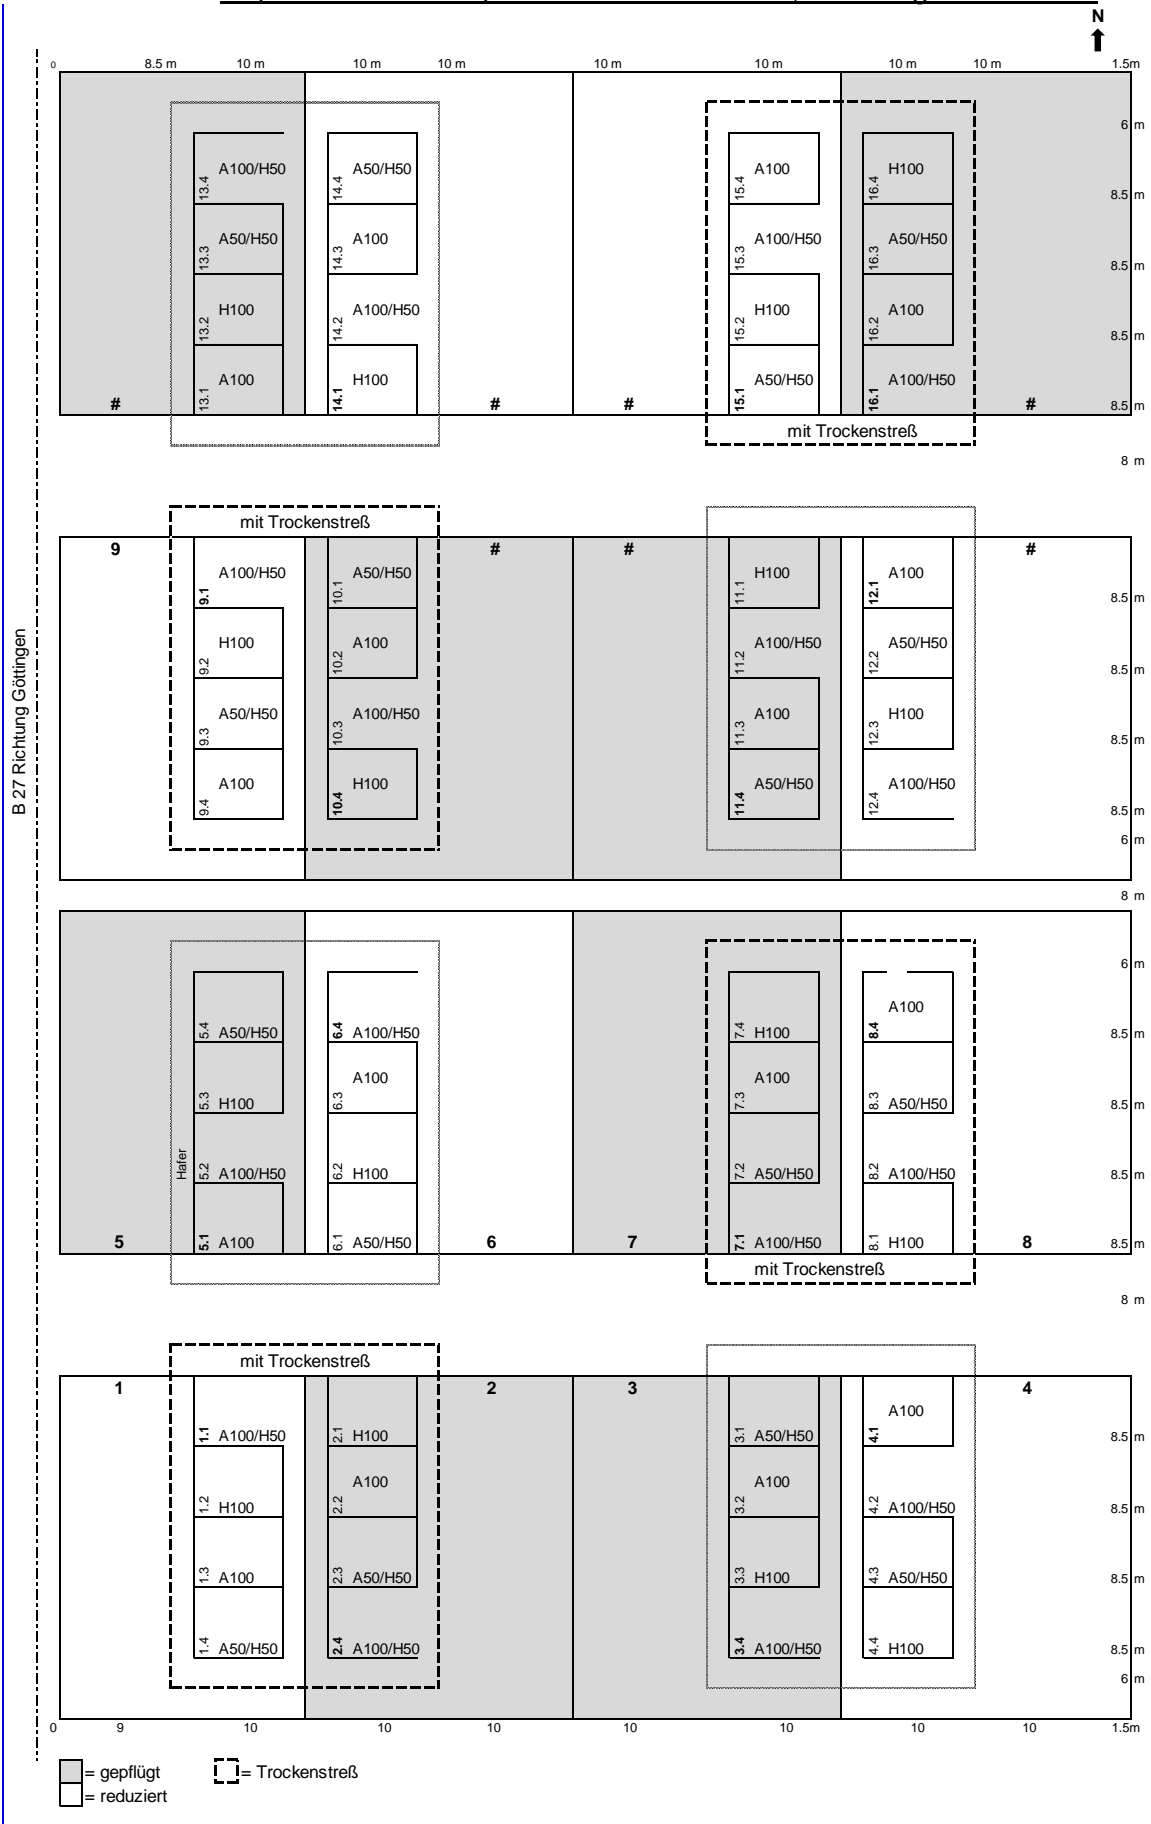 N
0 8.5 m 10 m 10 m 10 m 10 m 10 m 10 m 10 m 1.5m
6 m
13.4 A100/H50 14.4 A50/H50 15.4 A100 16.4 H100
8.5 m
13.3 A50/H50 14.3 A100 15.3 A100/H50 16.3 A50/H50
8.5 m
13.2 H100 14.2 A100/H50 15.2 H100 16.2 A100
8.5 m
13.1 A100 14.1 H100 15.1 A50/H50 16.1 A100/H50
# # # # 8.5 m
mit Trockenstreß
8 m
mit Trockenstreß
9 # # #
9.1 A100/H50 10.1 A50/H50 11.1 H100 12.1 A100
8.5 m
9.2 H100 10.2 A100 11.2 A100/H50 12.2 A50/H50
8.5 m
9.3 A50/H50 10.3 A100/H50 11.3 A100 12.3 H100
8.5 m
9.4 A100 10.4 H100 11.4 A50/H50 12.4 A100/H50
8.5 m
6 m
B 27 Richtung Göttingen
8 m
6 m
8.4 A100
5.4 A50/H50 6.4 A100/H50 7.4 H100 8.5 m
6.3 A100 7.3 A100
5.3 H100 8.3 A50/H50 8.5 m
Hafer
5.2 A100/H50 6.2 H100 7.2 A50/H50 8.2 A100/H50 8.5 m
5 5.1 A100 6.1 A50/H50 6 7 7.1 A100/H50 8.1 H100 8 8.5 m
mit Trockenstreß
8 m
mit Trockenstreß
1 2 3 4
4.1 A100
1.1 A100/H50 2.1 H100 3.1 A50/H50 8.5 m
2.2 A100 3.2 A100
1.2 H100 4.2 A100/H50 8.5 m
1.3 A100 2.3 A50/H50 3.3 H100 4.3 A50/H50 8.5 m
1.4 A50/H50 2.4 A100/H50 3.4 A100/H50 4.4 H100 8.5 m
6 m
0 9 10 10 10 10 10 10 10 1.5m
= gepflügt = Trockenstreß
= reduziert